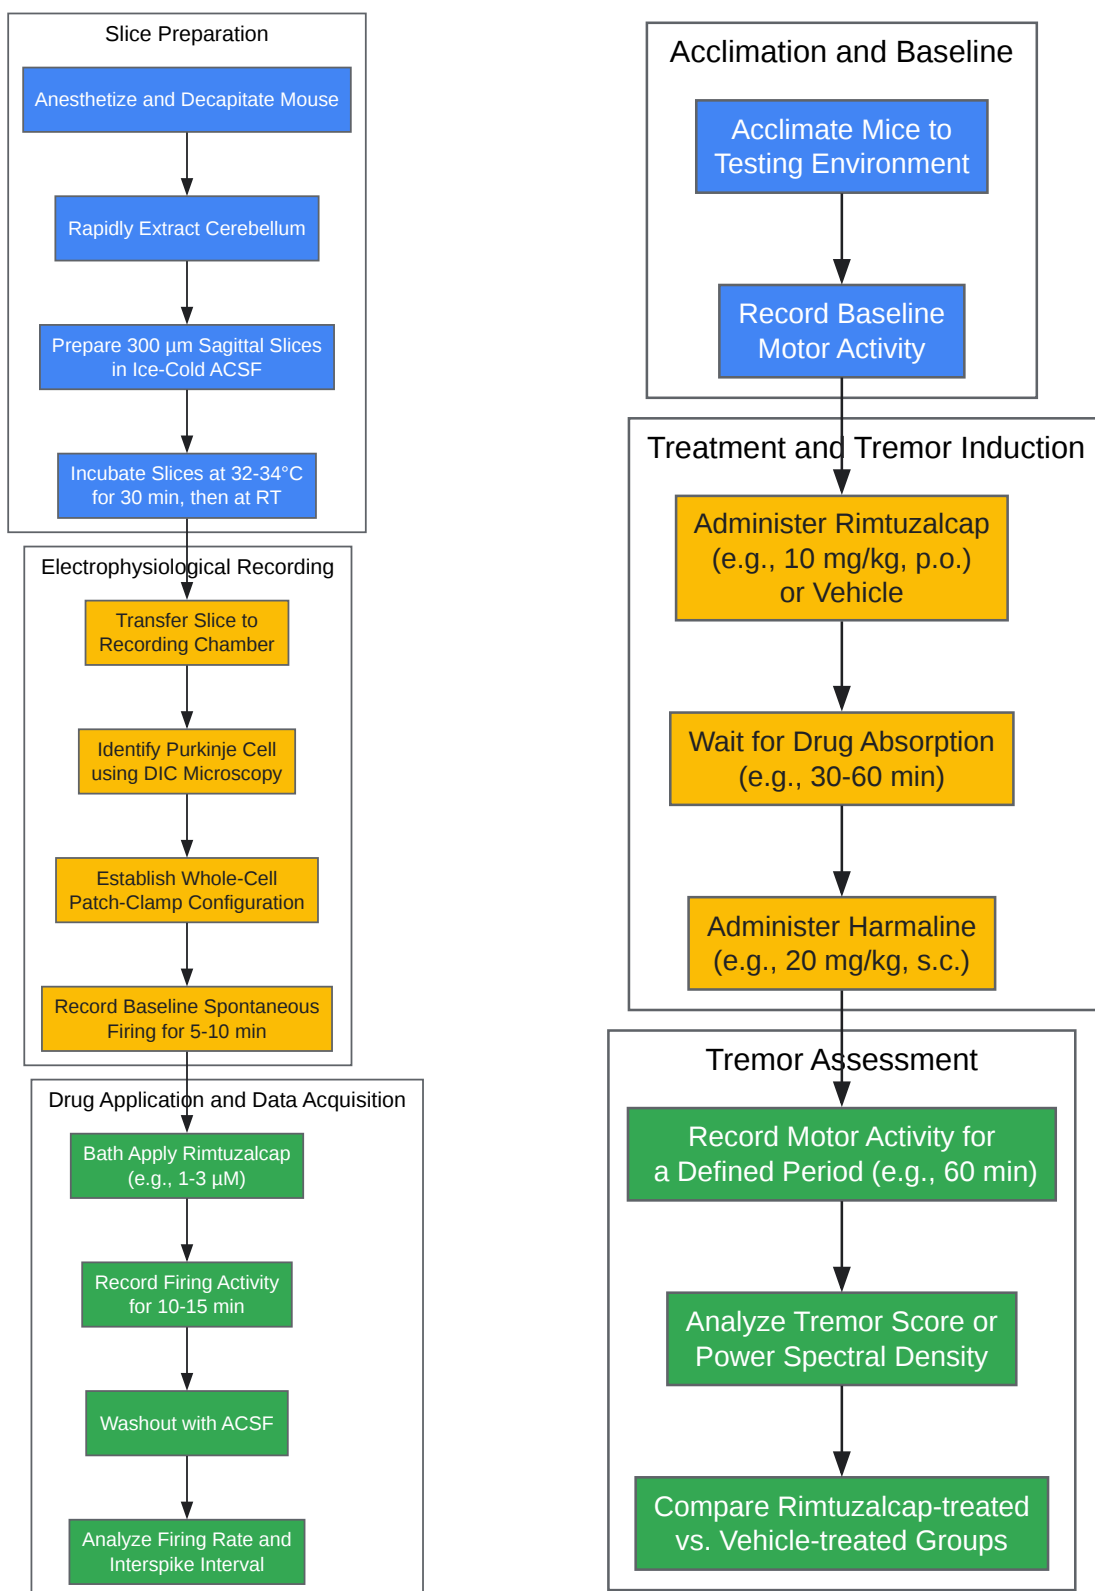 Slice Preparation
Anesthetize and Decapitate Mouse
Rapidly Extract Cerebellum
Prepare 300 µm Sagittal Slices
in Ice-Cold ACSF
Incubate Slices at 32-34°C
for 30 min, then at RT
Electrophysiological Recording
Transfer Slice to
Recording Chamber
Identify Purkinje Cell
using DIC Microscopy
Establish Whole-Cell
Patch-Clamp Configuration
Record Baseline Spontaneous
Firing for 5-10 min
Drug Application and Data Acquisition
Bath Apply Rimtuzalcap
(e.g., 1-3 µM)
Record Firing Activity
for 10-15 min
Washout with ACSF
Analyze Firing Rate and
Interspike Interval
Acclimation and Baseline
Acclimate Mice to
Testing Environment
Record Baseline
Motor Activity
Treatment and Tremor Induction
Administer Rimtuzalcap
(e.g., 10 mg/kg, p.o.)
or Vehicle
Wait for Drug Absorption
(e.g., 30-60 min)
Administer Harmaline
(e.g., 20 mg/kg, s.c.)
Tremor Assessment
Record Motor Activity for
a Defined Period (e.g., 60 min)
Analyze Tremor Score or
Power Spectral Density
Compare Rimtuzalcap-treated
vs. Vehicle-treated Groups